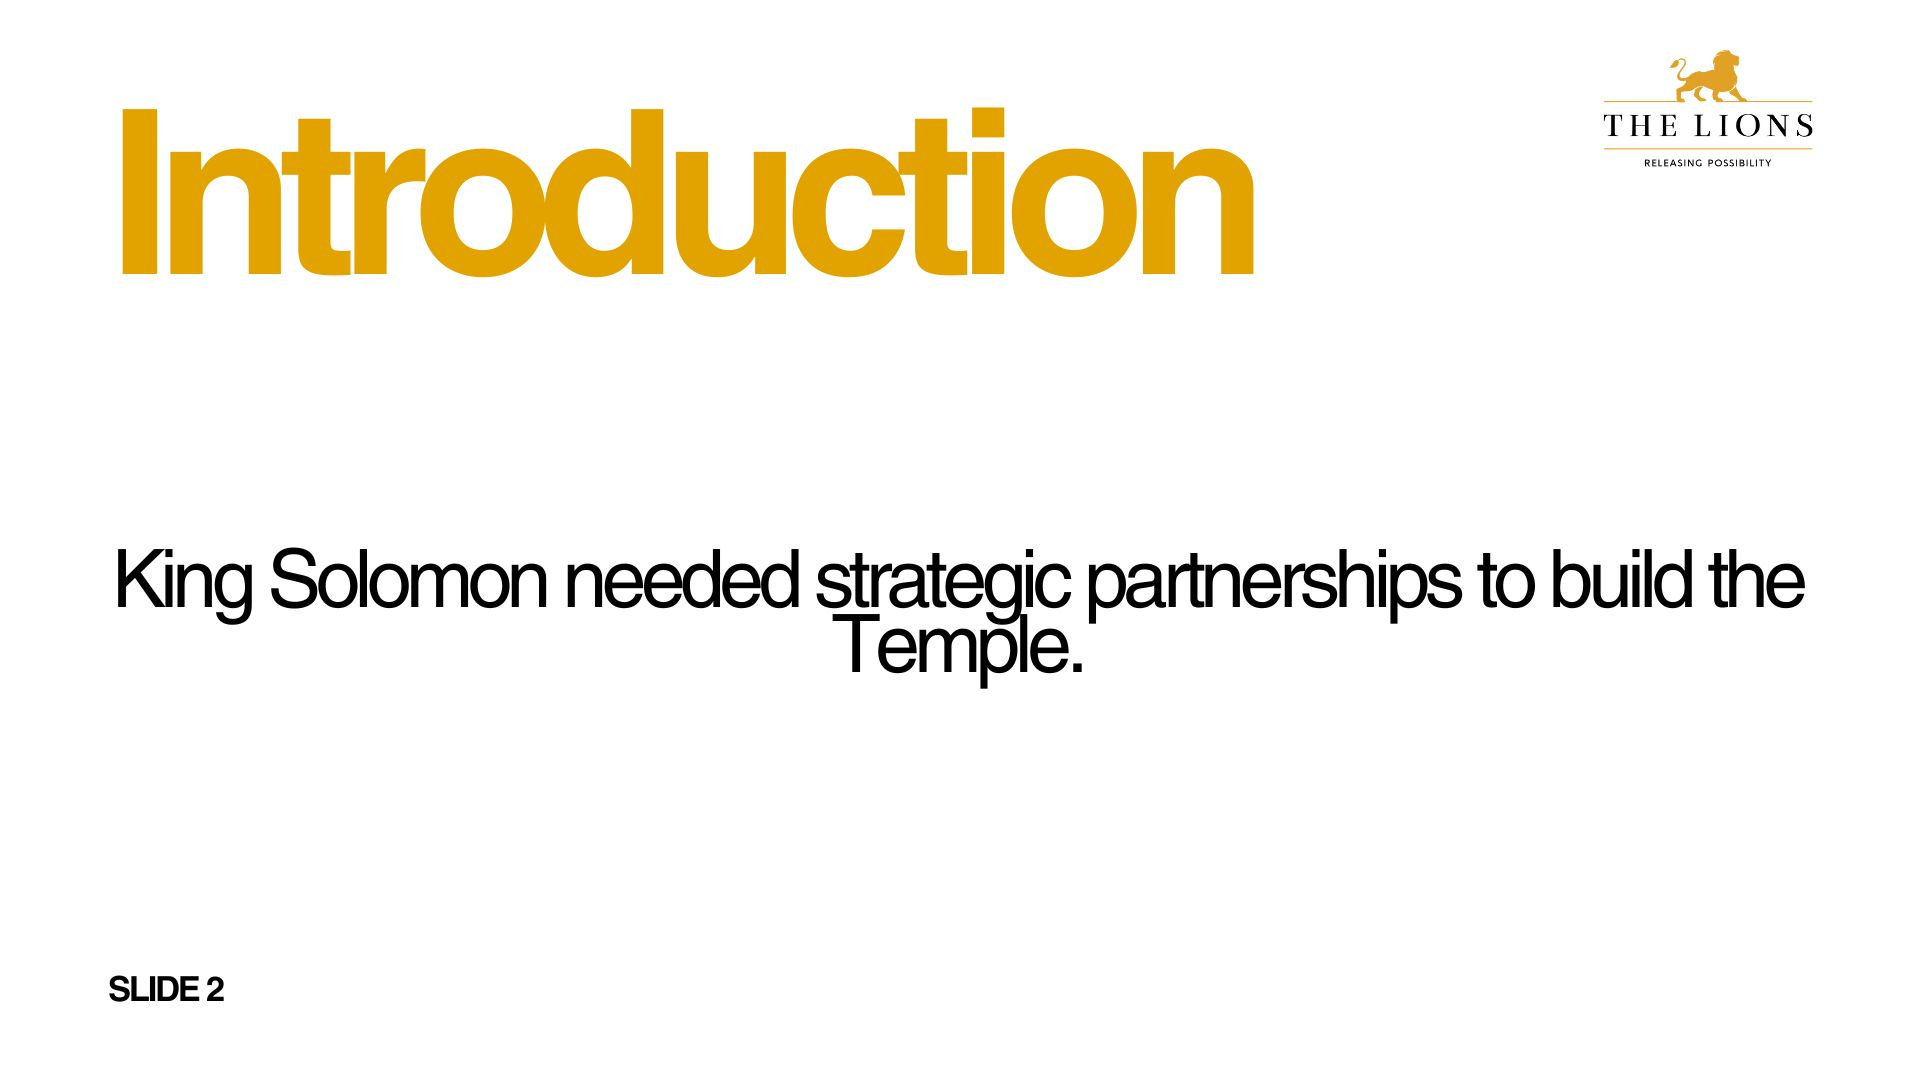 Introduction
THE LIONS
RELEASING POSSIBILITY
King Solomon needed strategic partnerships to build the
Temple.
SLIDE 2